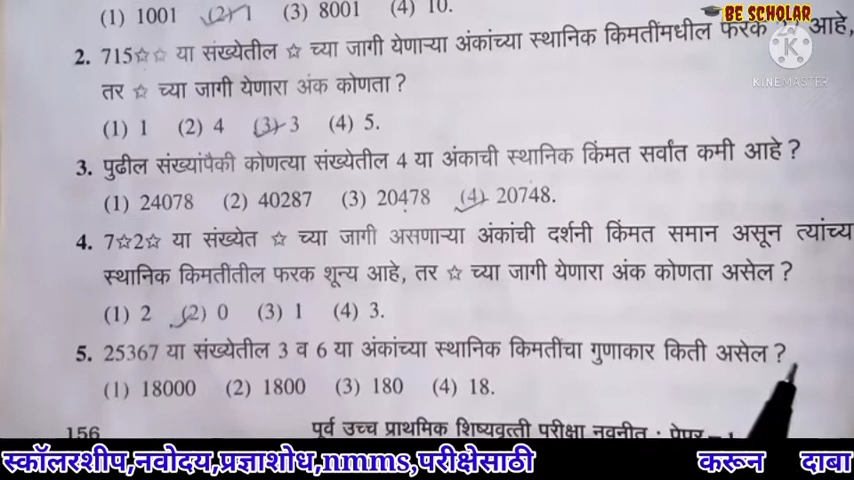 (1) 1001 (2) 1 (3) 8001 (4) 10.
BE SCHOLAR
2. 715☆☆ या संख्येतील ☆ च्या जागी येणाऱ्या अंकांच्या स्थानिक किमतींमधील फरक आहे,
KINEMASTER
तर ☆ च्या जागी येणारा अंक कोणता ?
(1) 1 (2) 4 (3) 3 (4) 5.
3. पुढील संख्यांपैकी कोणत्या संख्येतील 4 या अंकाची स्थानिक किंमत सर्वांत कमी आहे ?
(1) 24078 (2) 40287 (3) 20478 (4) 20748.
4. 7☆2☆ या संख्येत ☆ च्या जागी असणाऱ्या अंकांची दर्शनी किंमत समान असून त्यांच्या
स्थानिक किमतीतील फरक शून्य आहे, तर ☆ च्या जागी येणारा अंक कोणता असेल ?
(1) 2 (2) 0 (3) 1 (4) 3.
5. 25367 या संख्येतील 3 व 6 या अंकांच्या स्थानिक किमतींचा गुणाकार किती असेल ?
(1) 18000 (2) 1800 (3) 180 (4) 18.
156 पूर्व उच्च प्राथमिक शिष्यवृत्ती परीक्षा नवनीत : पेपर - 1
स्कॉलरशीप,नवोदय,प्रज्ञाशोध,nmms,परीक्षेसाठी करून दाबा